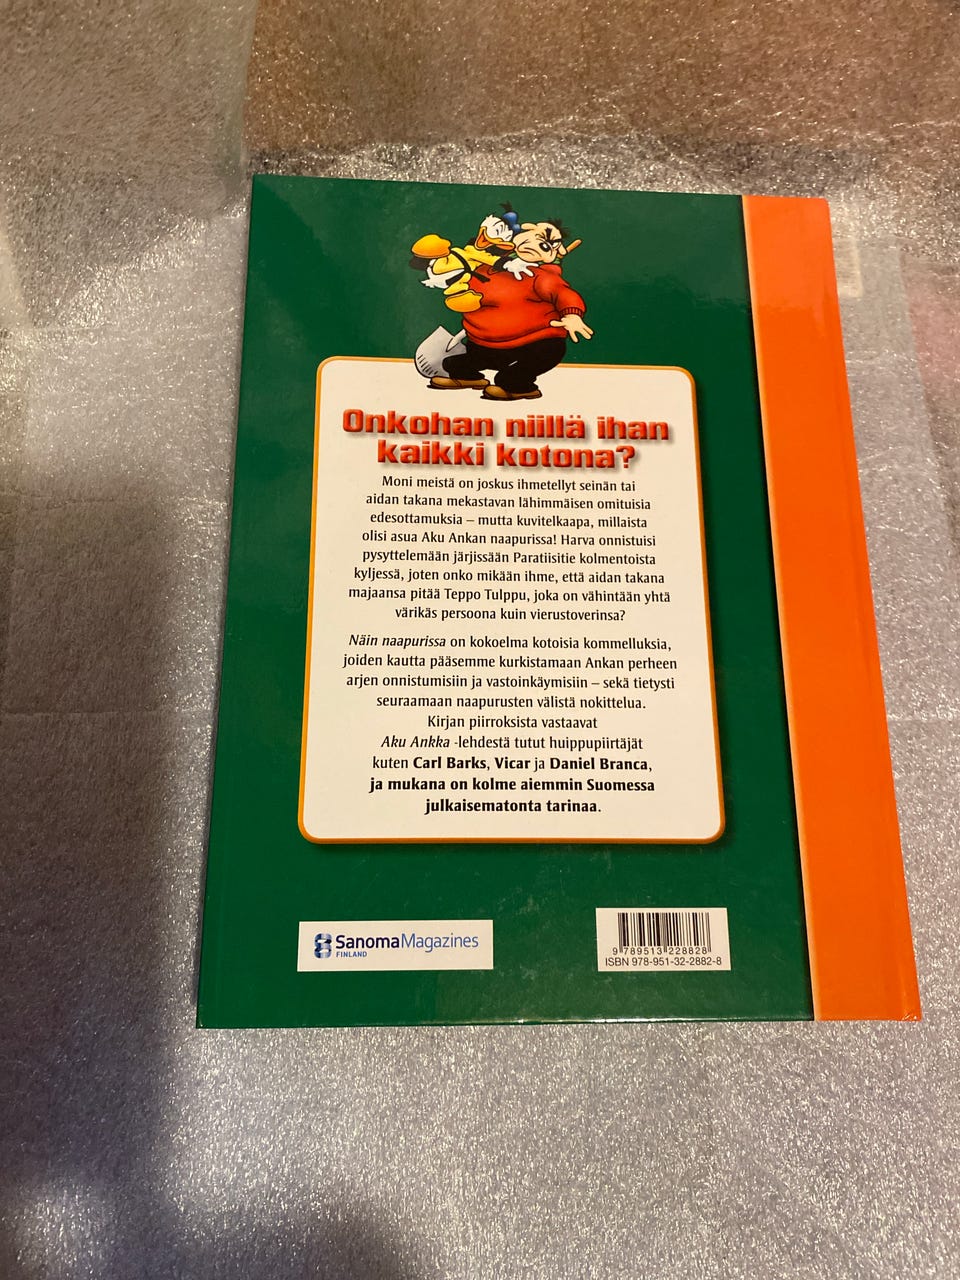 Onkohan niillä ihan
kaikki kotona?
Moni meistä on joskus ihmetellyt seinän tai
aidan takana mekastavan lähimmäisen omituisia
edesottamuksia – mutta kuvitelkaapa, millaista
olisi asua Aku Ankan naapurissa! Harva onnistuisi
pysyttelemään järjissään Paratiisitie kolmentoista
kyljessä, joten onko mikään ihme, että aidan takana
majaansa pitää Teppo Tulppu, joka on vähintään yhtä
värikäs persoona kuin vierustoverinsa?
Näin naapurissa on kokoelma kotoisia kommelluksia,
joiden kautta pääsemme kurkistamaan Ankan perheen
arjen onnistumisiin ja vastoinkäymisiin – sekä tietysti
seuraamaan naapurusten välistä nokittelua.
Kirjan piirroksista vastaavat
Aku Ankka -lehdestä tutut huippupiirtäjät
kuten Carl Barks, Vicar ja Daniel Branca,
ja mukana on kolme aiemmin Suomessa
julkaisematonta tarinaa.
SanomaMagazines
FINLAND
9 789513 228828
ISBN 978-951-32-2882-8